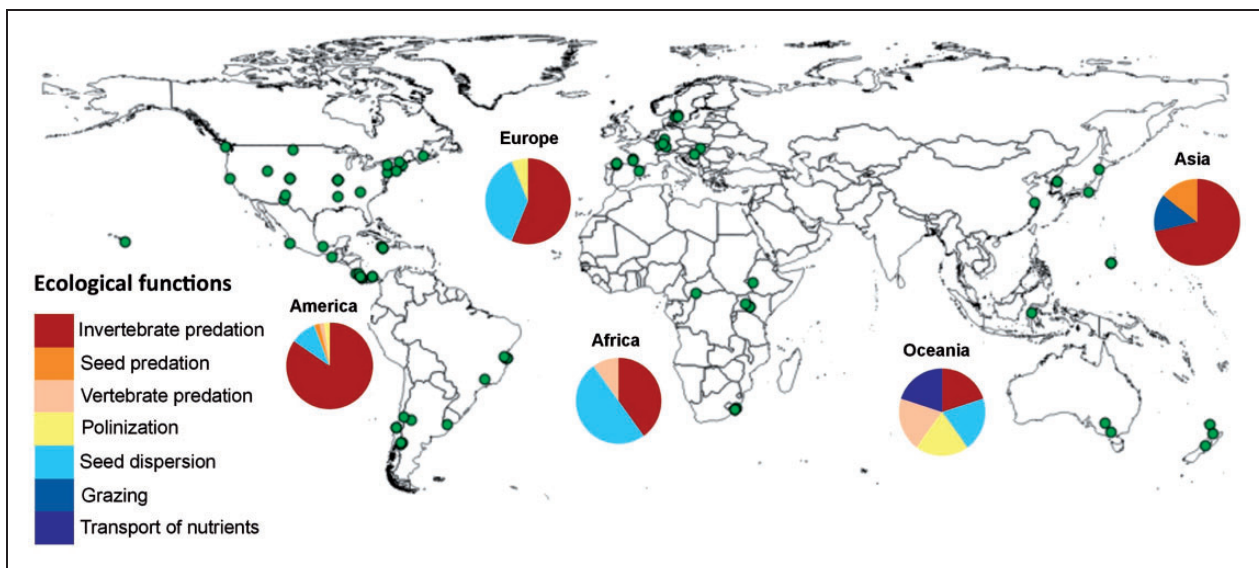 Europe
Asia
Ecological functions
America
Africa
Oceania
Invertebrate predation
Seed predation
Vertebrate predation
Polinization
Seed dispersion
Grazing
Transport of nutrients